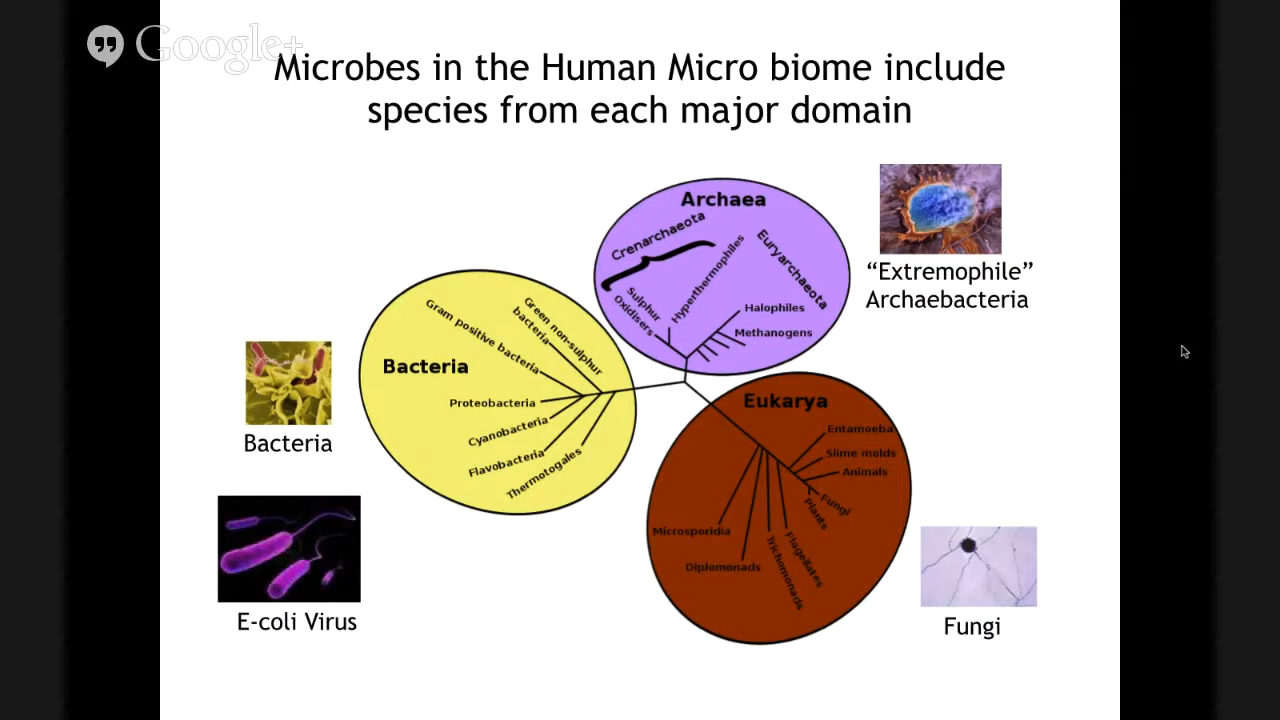 Google+
Microbes in the Human Micro biome include
species from each major domain
Archaea
Crenarchaeota
Euryarchaeota
Hyperthermophiles
Sulphur
Oxidisers
Halophiles
Methanogens
“Extremophile”
Archaebacteria
Bacteria
Gram positive bacteria
Green non-sulphur
bacteria
Proteobacteria
Cyanobacteria
Flavobacteria
Thermotogales
Bacteria
E-coli Virus
Eukarya
Entamoeba
Slime molds
Animals
Fungi
Plants
Flagellates
Trichomonads
Microsporidia
Diplomonads
Fungi